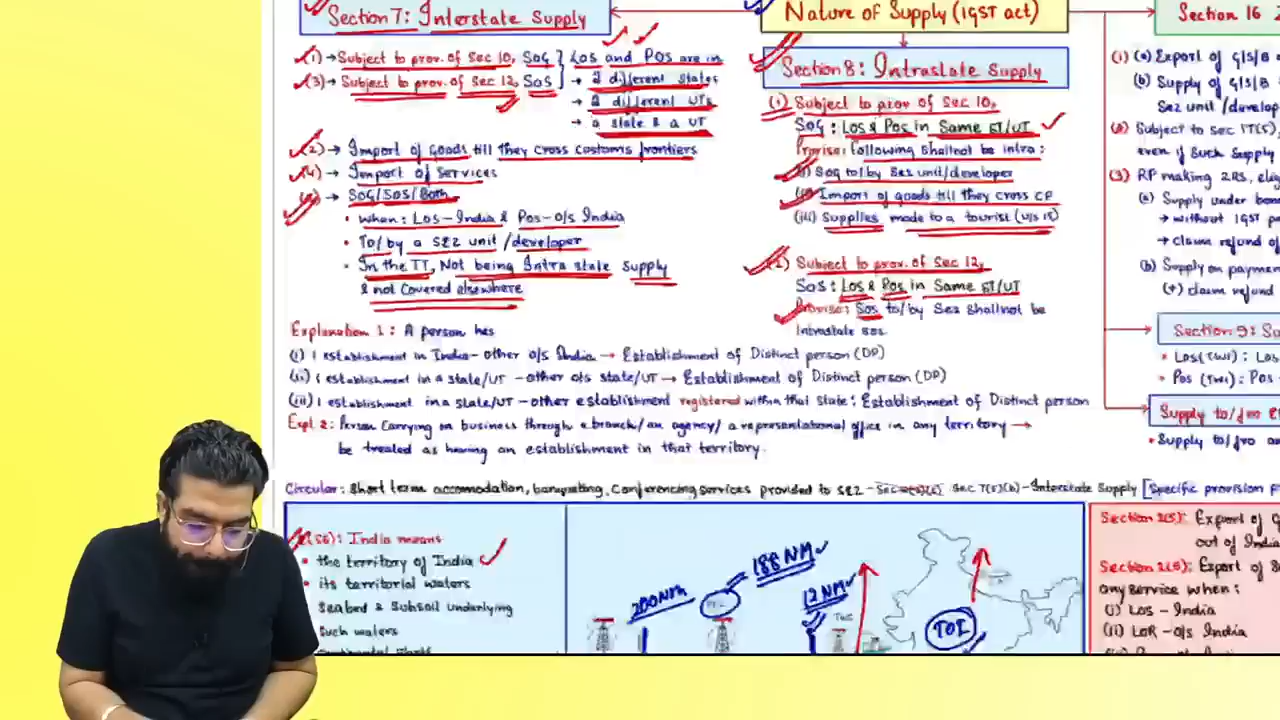 Section 7: Interstate Supply
(1) → Subject to prov. of Sec 10, SOG
(3) → Subject to prov. of Sec 12, SOS
LOS and POS are in
→ 2 different states
→ 2 different UTs
→ a state & a UT
(2) → Import of Goods till they cross customs frontiers
(4) → Import of Services
→ SOG/SOS/Both
• when: LOS-India & POS-O/S India
• To/by a SEZ unit/developer
• In the TT, Not being Intra state supply
& not covered elsewhere
Explanation 1: A person has
(i) 1 establishment in India - other o/s India → Establishment of Distinct person (DP)
(ii) 1 establishment in a state/UT - other o/s state/UT → Establishment of Distinct person (DP)
(iii) 1 establishment in a state/UT - other establishment registered within that state: Establishment of Distinct person
Expl. 2: Person Carrying on business through a branch/an agency/a representational office in any territory →
be treated as having an establishment in that territory.
Nature of Supply (IGST act)
Section 8: Intrastate Supply
(1) Subject to prov of Sec 10,
SOG: LOS & POS in Same ST/UT
Proviso: following shall not be intra:
(i) SOG to/by SEZ unit/developer
(ii) Import of goods till they cross CF
(iii) Supplies made to a tourist (u/s 15)
(2) Subject to prov. of Sec 12,
SOS: LOS & POS in Same ST/UT
Proviso: SOS to/by SEZ shall not be
Intrastate SOS
Section 16
(1) (a) Export of G/S/B
(b) Supply of G/S/B
SEZ unit/develop
Subject to sec 17(5),
even if such supply
(3) RP making ZRS, elig
(a) Supply under bon
→ without IGST pa
→ claim refund of
(b) Supply on paymen
(+) claim refund
Section 9: Su
• LOS (TWT): LOS
• POS (TWT): POS
Supply to/fro
• Supply to/fro
Circular: Short term accomodation, banqueting, conferencing services provided to SEZ - Sec 7(5)(b) - Interstate Supply [Specific provision
(56): India means
• the territory of India
• its territorial waters
Seabed & Subsoil underlying
such waters
200NM
188NM
12NM
TOI
Export of
out of India
Export of
any service when:
(i) LOS - India
(ii) LOR - O/S India